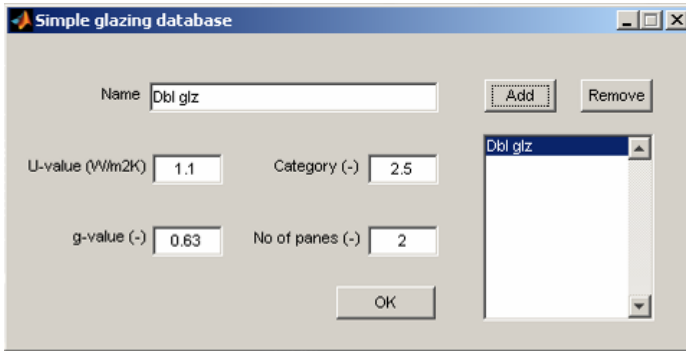 Simple glazing database
Name Dbl glz Add Remove
Dbl glz
U-value (W/m2K) 1.1 Category (-) 2.5
g-value (-) 0.63 No of panes (-) 2
OK